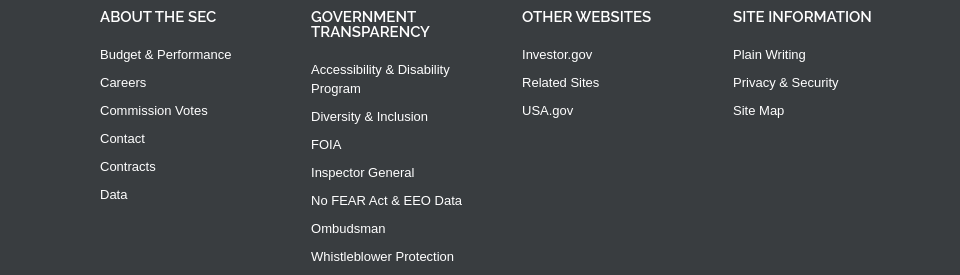 ABOUT THE SEC
Budget & Performance
Careers
Commission Votes
Contact
Contracts
Data
GOVERNMENT
TRANSPARENCY
Accessibility & Disability
Program
Diversity & Inclusion
FOIA
Inspector General
No FEAR Act & EEO Data
Ombudsman
Whistleblower Protection
OTHER WEBSITES
Investor.gov
Related Sites
USA.gov
SITE INFORMATION
Plain Writing
Privacy & Security
Site Map